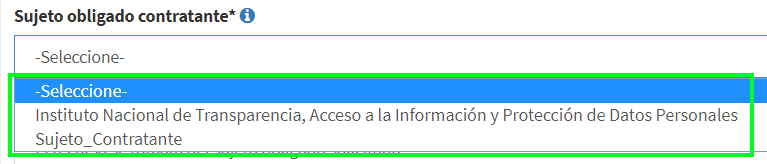 Sujeto obligado contratante*
-Seleccione-
-Seleccione-
Instituto Nacional de Transparencia, Acceso a la Información y Protección de Datos Personales
Sujeto_Contratante